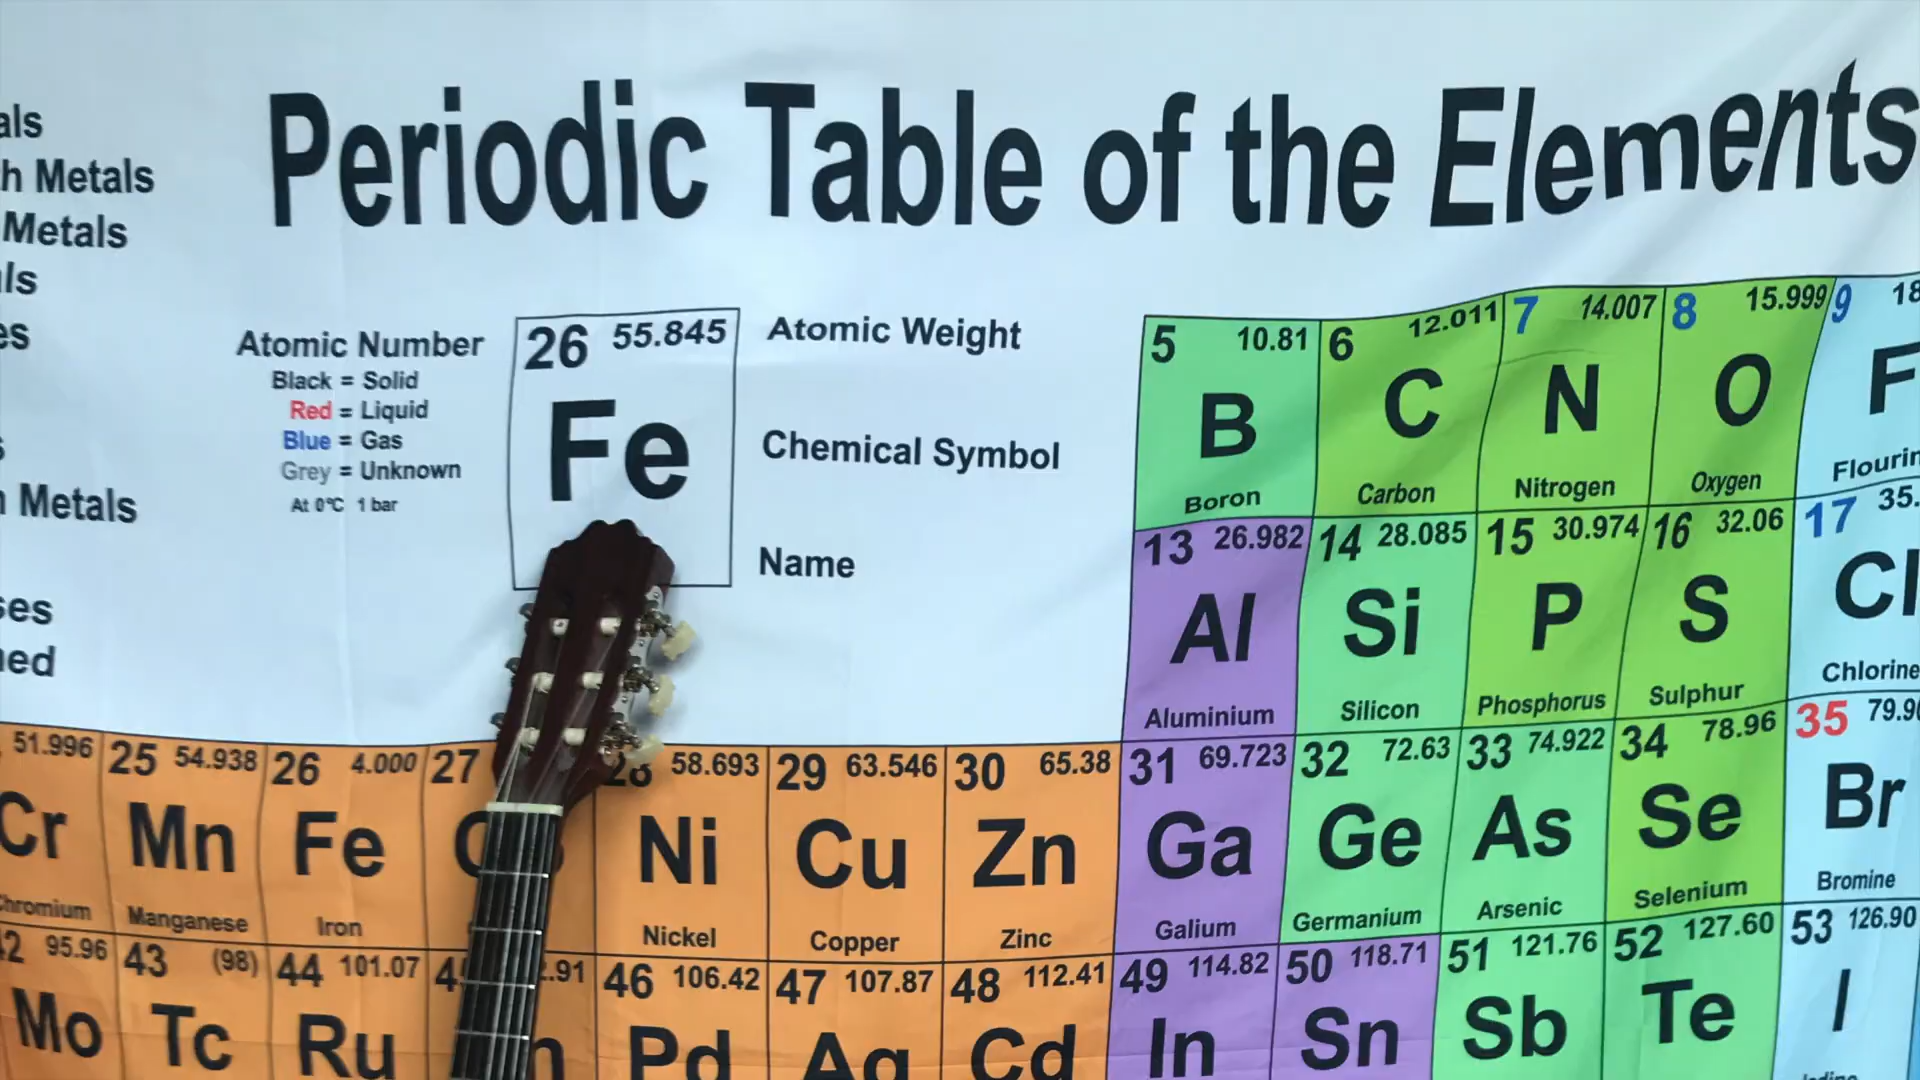 Periodic Table of the Elements
als
h Metals
Metals
ls
es
s
n Metals
ses
ned
Atomic Number
Black = Solid
Red = Liquid
Blue = Gas
Grey = Unknown
At 0°C 1 bar
26 55.845
Fe
Atomic Weight
Chemical Symbol
Name
5 10.81 6 12.011 7 14.007 8 15.999 9 18
B C N O F
Boron Carbon Nitrogen Oxygen Flourin
13 26.982 14 28.085 15 30.974 16 32.06 17 35.
Al Si P S Cl
Aluminium Silicon Phosphorus Sulphur Chlorine
51.996 25 54.938 26 4.000 27 28 58.693 29 63.546 30 65.38 31 69.723 32 72.63 33 74.922 34 78.96 35 79.90
Cr Mn Fe Co Ni Cu Zn Ga Ge As Se Br
Chromium Manganese Iron Nickel Copper Zinc Galium Germanium Arsenic Selenium Bromine
42 95.96 43 (98) 44 101.07 45 .91 46 106.42 47 107.87 48 112.41 49 114.82 50 118.71 51 121.76 52 127.60 53 126.90
Mo Tc Ru Pd Ag Cd In Sn Sb Te I